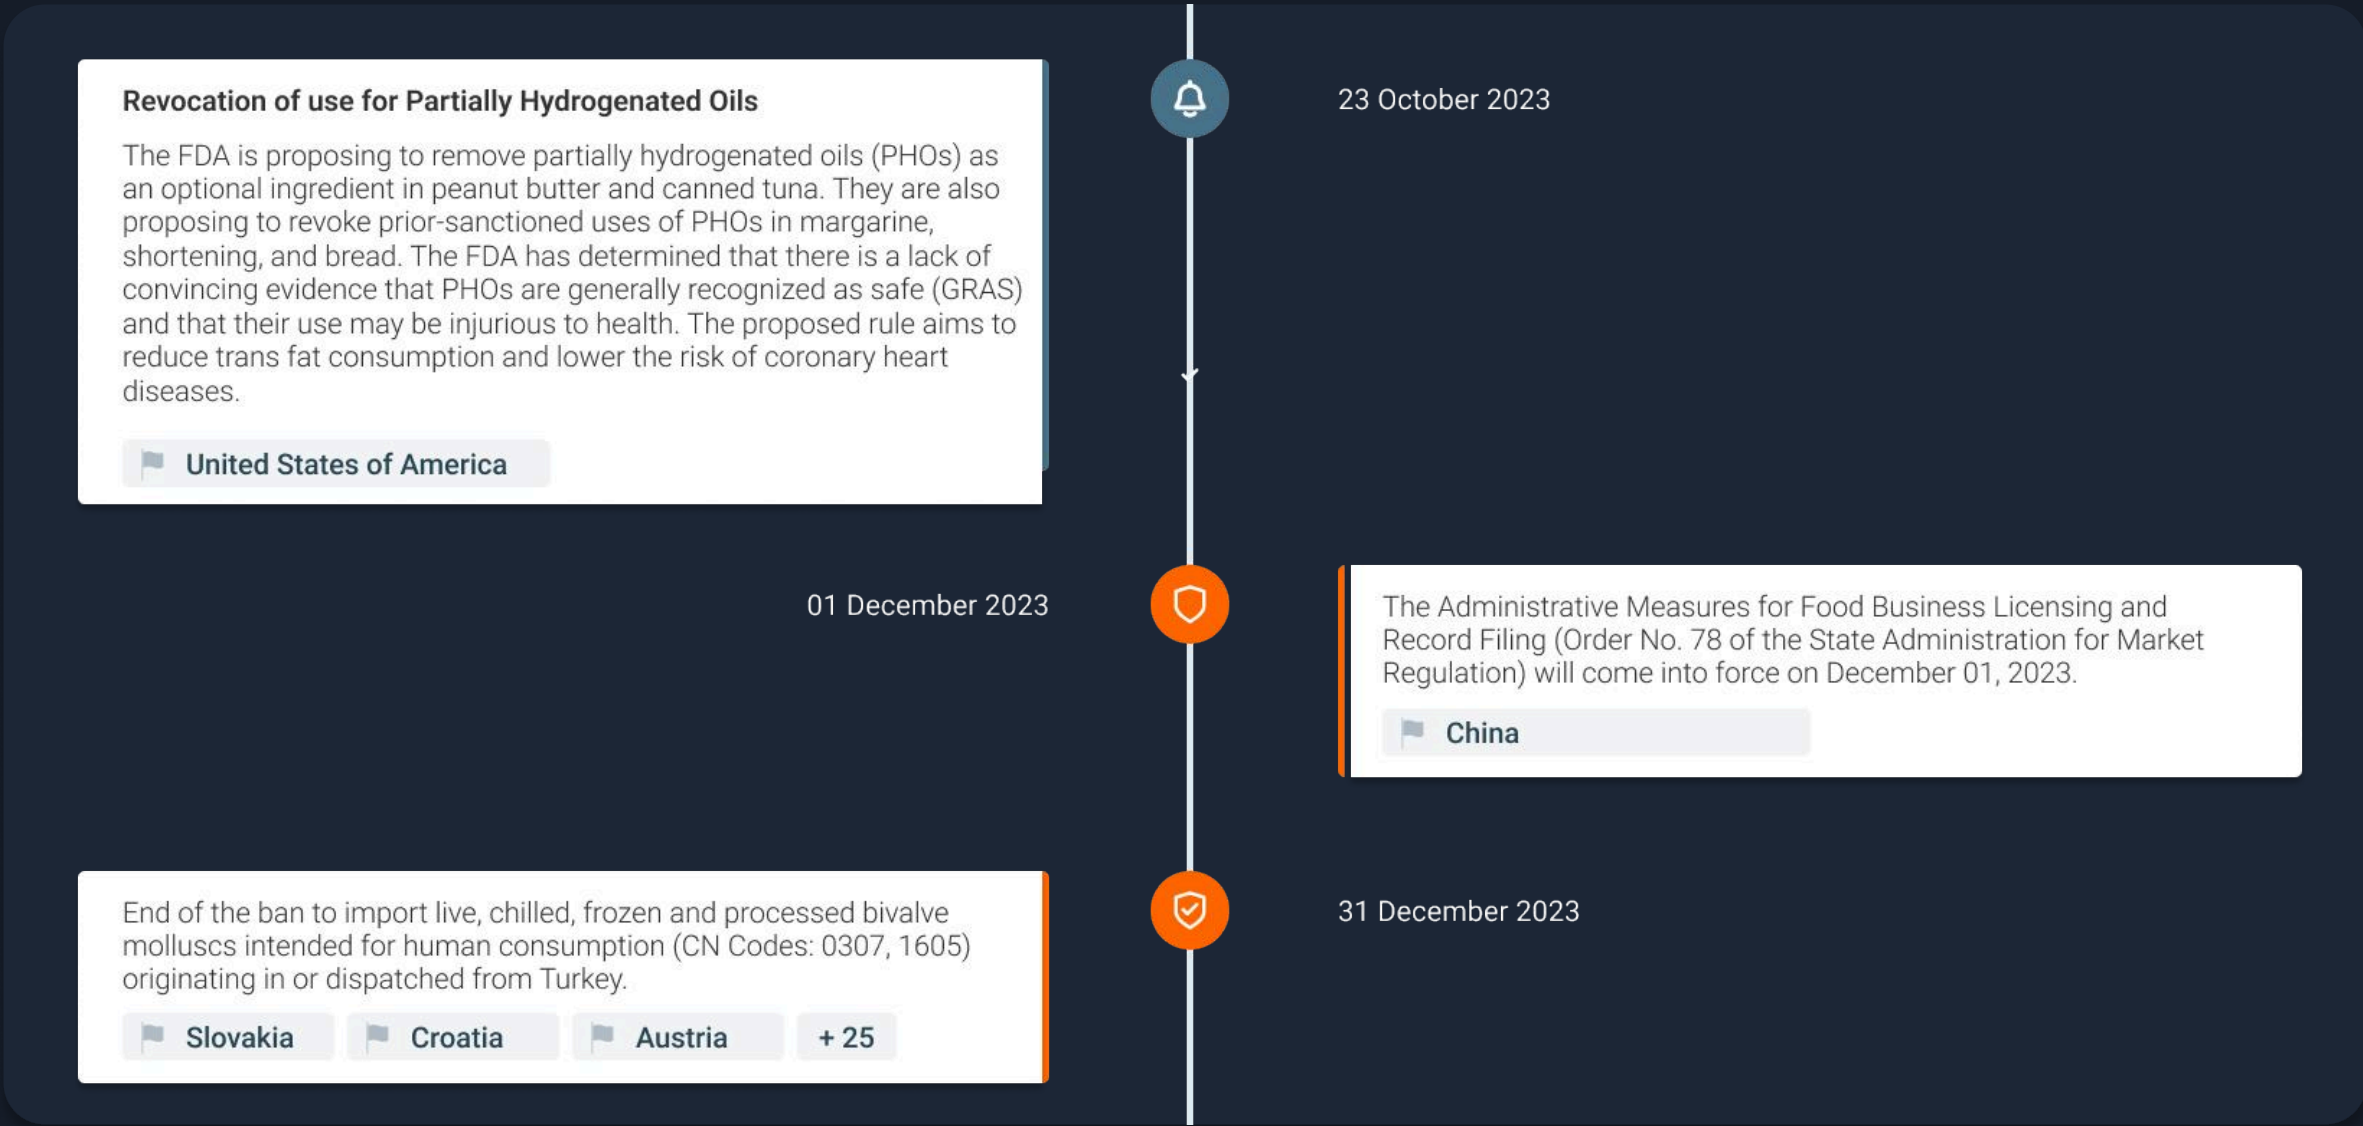 Revocation of use for Partially Hydrogenated Oils
The FDA is proposing to remove partially hydrogenated oils (PHOs) as
an optional ingredient in peanut butter and canned tuna. They are also
proposing to revoke prior-sanctioned uses of PHOs in margarine,
shortening, and bread. The FDA has determined that there is a lack of
convincing evidence that PHOs are generally recognized as safe (GRAS)
and that their use may be injurious to health. The proposed rule aims to
reduce trans fat consumption and lower the risk of coronary heart
diseases.
United States of America
23 October 2023
01 December 2023
The Administrative Measures for Food Business Licensing and
Record Filing (Order No. 78 of the State Administration for Market
Regulation) will come into force on December 01, 2023.
China
End of the ban to import live, chilled, frozen and processed bivalve
molluscs intended for human consumption (CN Codes: 0307, 1605)
originating in or dispatched from Turkey.
Slovakia
Croatia
Austria
+ 25
31 December 2023